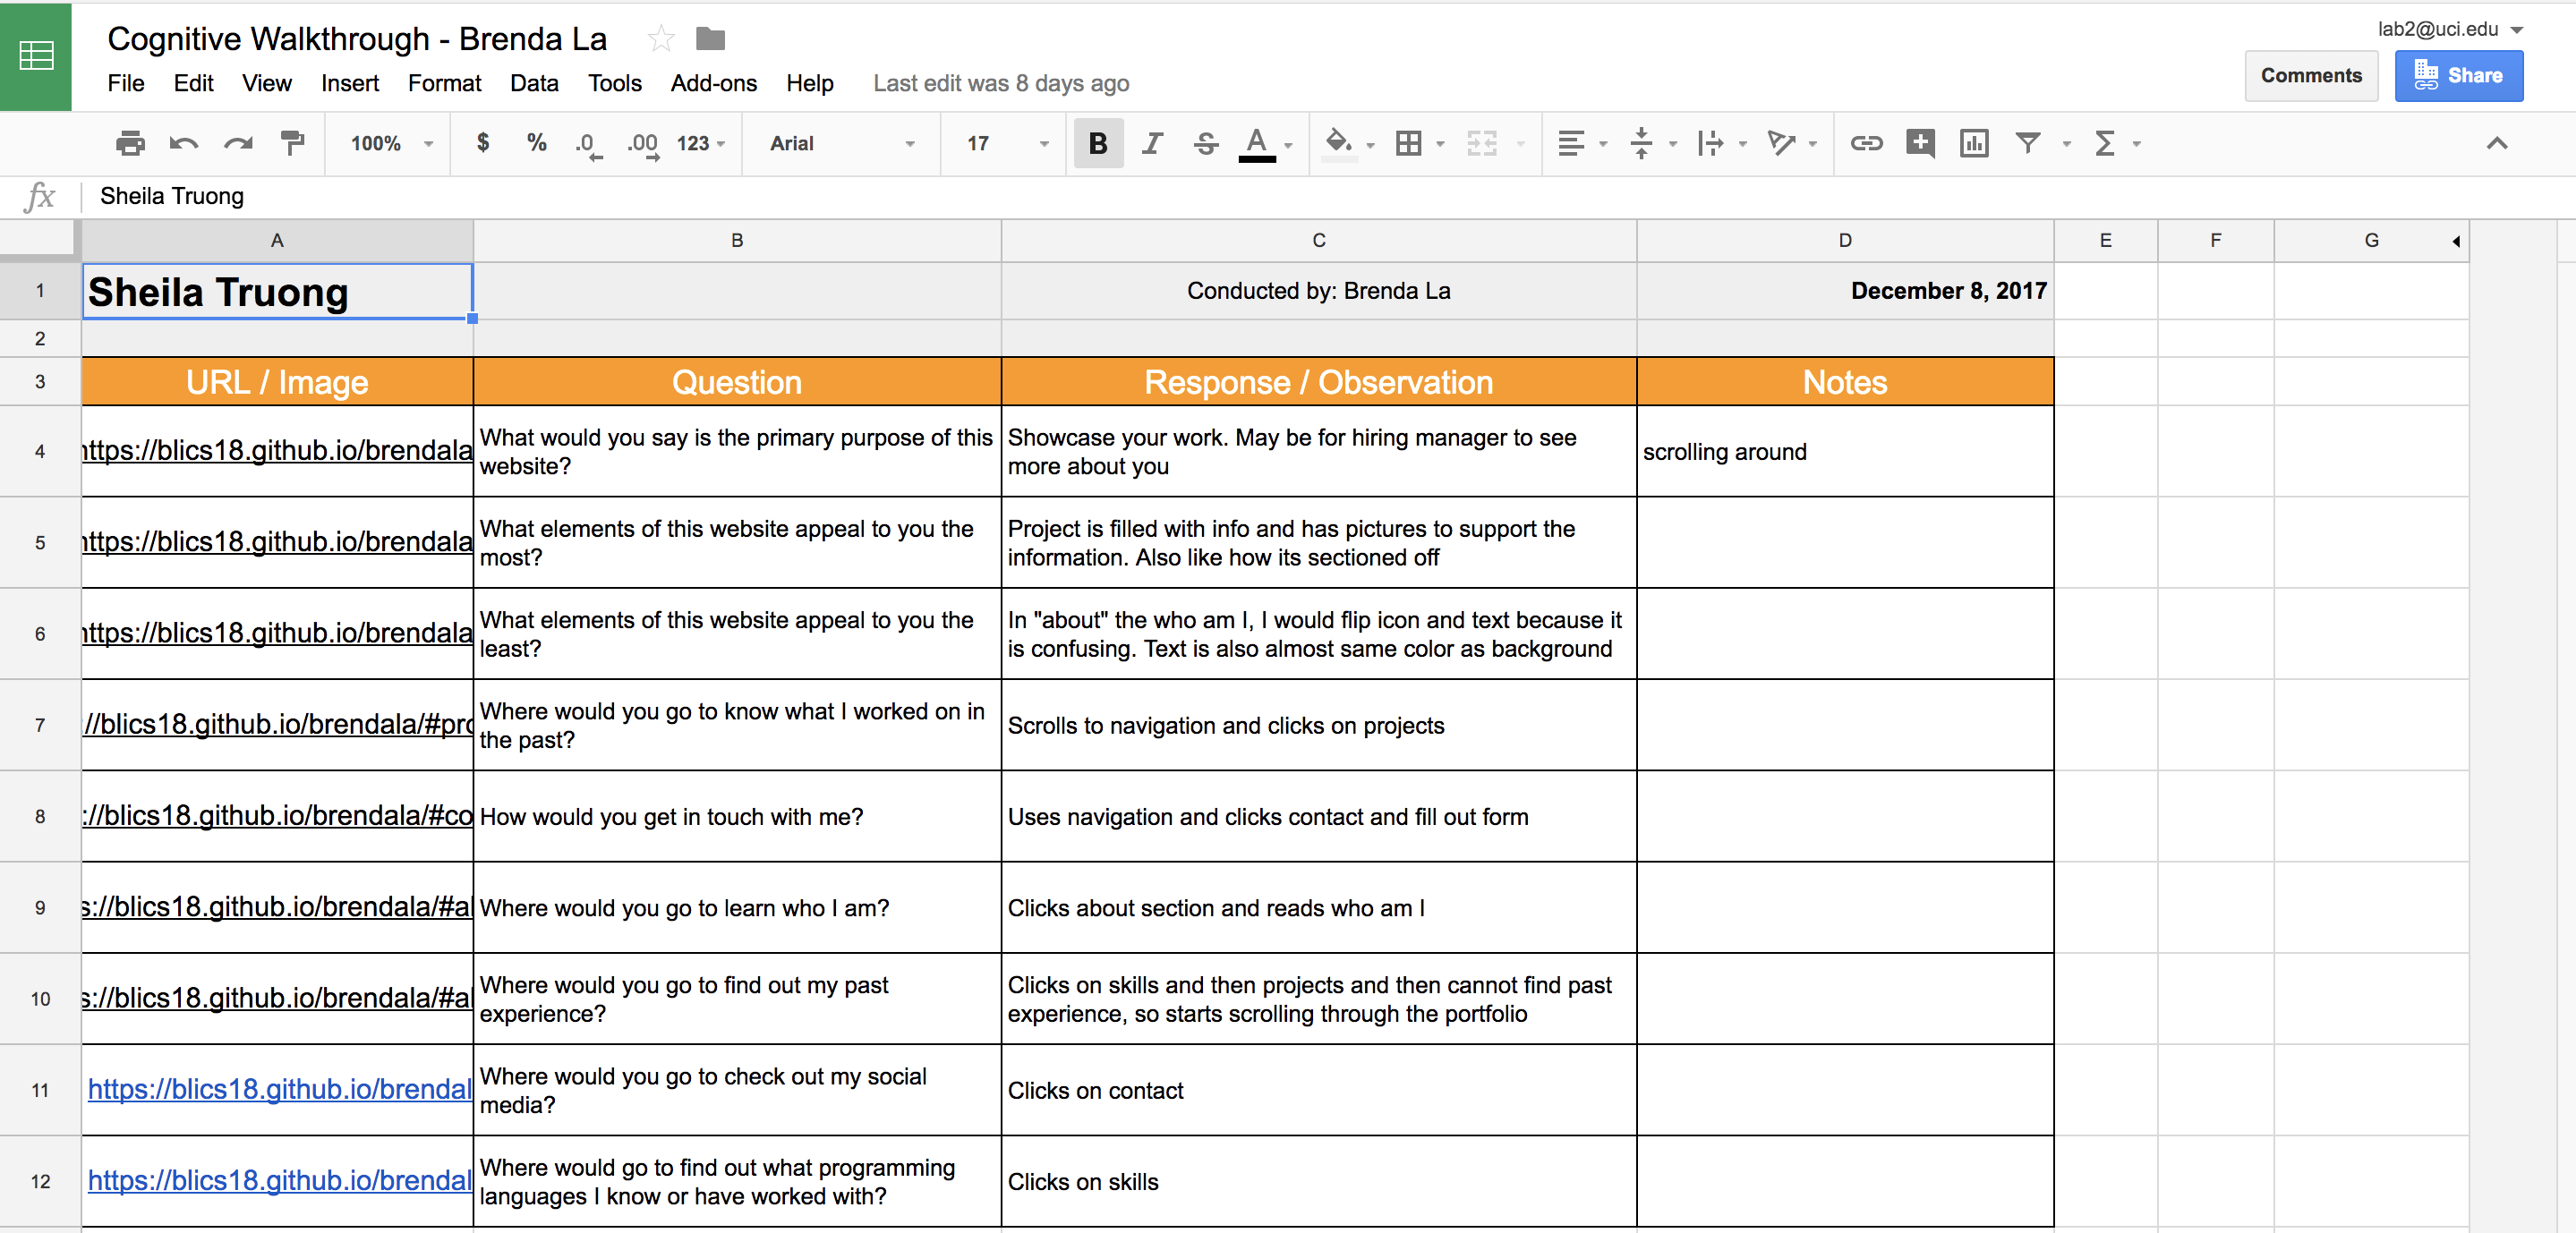 Cognitive Walkthrough - Brenda La
lab2@uci.edu
File Edit View Insert Format Data Tools Add-ons Help Last edit was 8 days ago
Comments Share
100% $ % .0 .00 123 Arial 17 B I S A Σ
fx Sheila Truong
A B C D E F G
1 Sheila Truong Conducted by: Brenda La December 8, 2017
2
3 URL / Image Question Response / Observation Notes
What would you say is the primary purpose of this Showcase your work. May be for hiring manager to see
4 https://blics18.github.io/brendala scrolling around
website? more about you
What elements of this website appeal to you the Project is filled with info and has pictures to support the
5 https://blics18.github.io/brendala
most? information. Also like how its sectioned off
What elements of this website appeal to you the In "about" the who am I, I would flip icon and text because it
6 https://blics18.github.io/brendala
least? is confusing. Text is also almost same color as background
Where would you go to know what I worked on in
7 ://blics18.github.io/brendala/#pro Scrolls to navigation and clicks on projects
the past?
8 ://blics18.github.io/brendala/#co How would you get in touch with me? Uses navigation and clicks contact and fill out form
9 s://blics18.github.io/brendala/#a Where would you go to learn who I am? Clicks about section and reads who am I
Where would you go to find out my past Clicks on skills and then projects and then cannot find past
10 s://blics18.github.io/brendala/#a
experience? experience, so starts scrolling through the portfolio
Where would you go to check out my social
11 https://blics18.github.io/brendal Clicks on contact
media?
Where would go to find out what programming
12 https://blics18.github.io/brendal Clicks on skills
languages I know or have worked with?